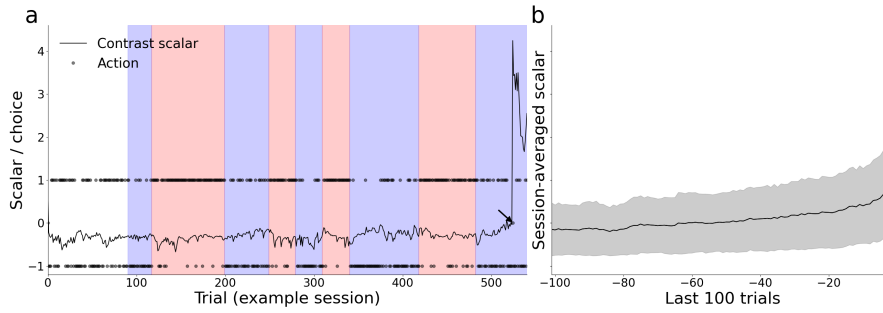 a
Contrast scalar
Action
Scalar / choice
4
3
2
1
0
−1
0
100
200
300
400
500
Trial (example session)
b
Session-averaged scalar
−100
−80
−60
−40
−20
Last 100 trials